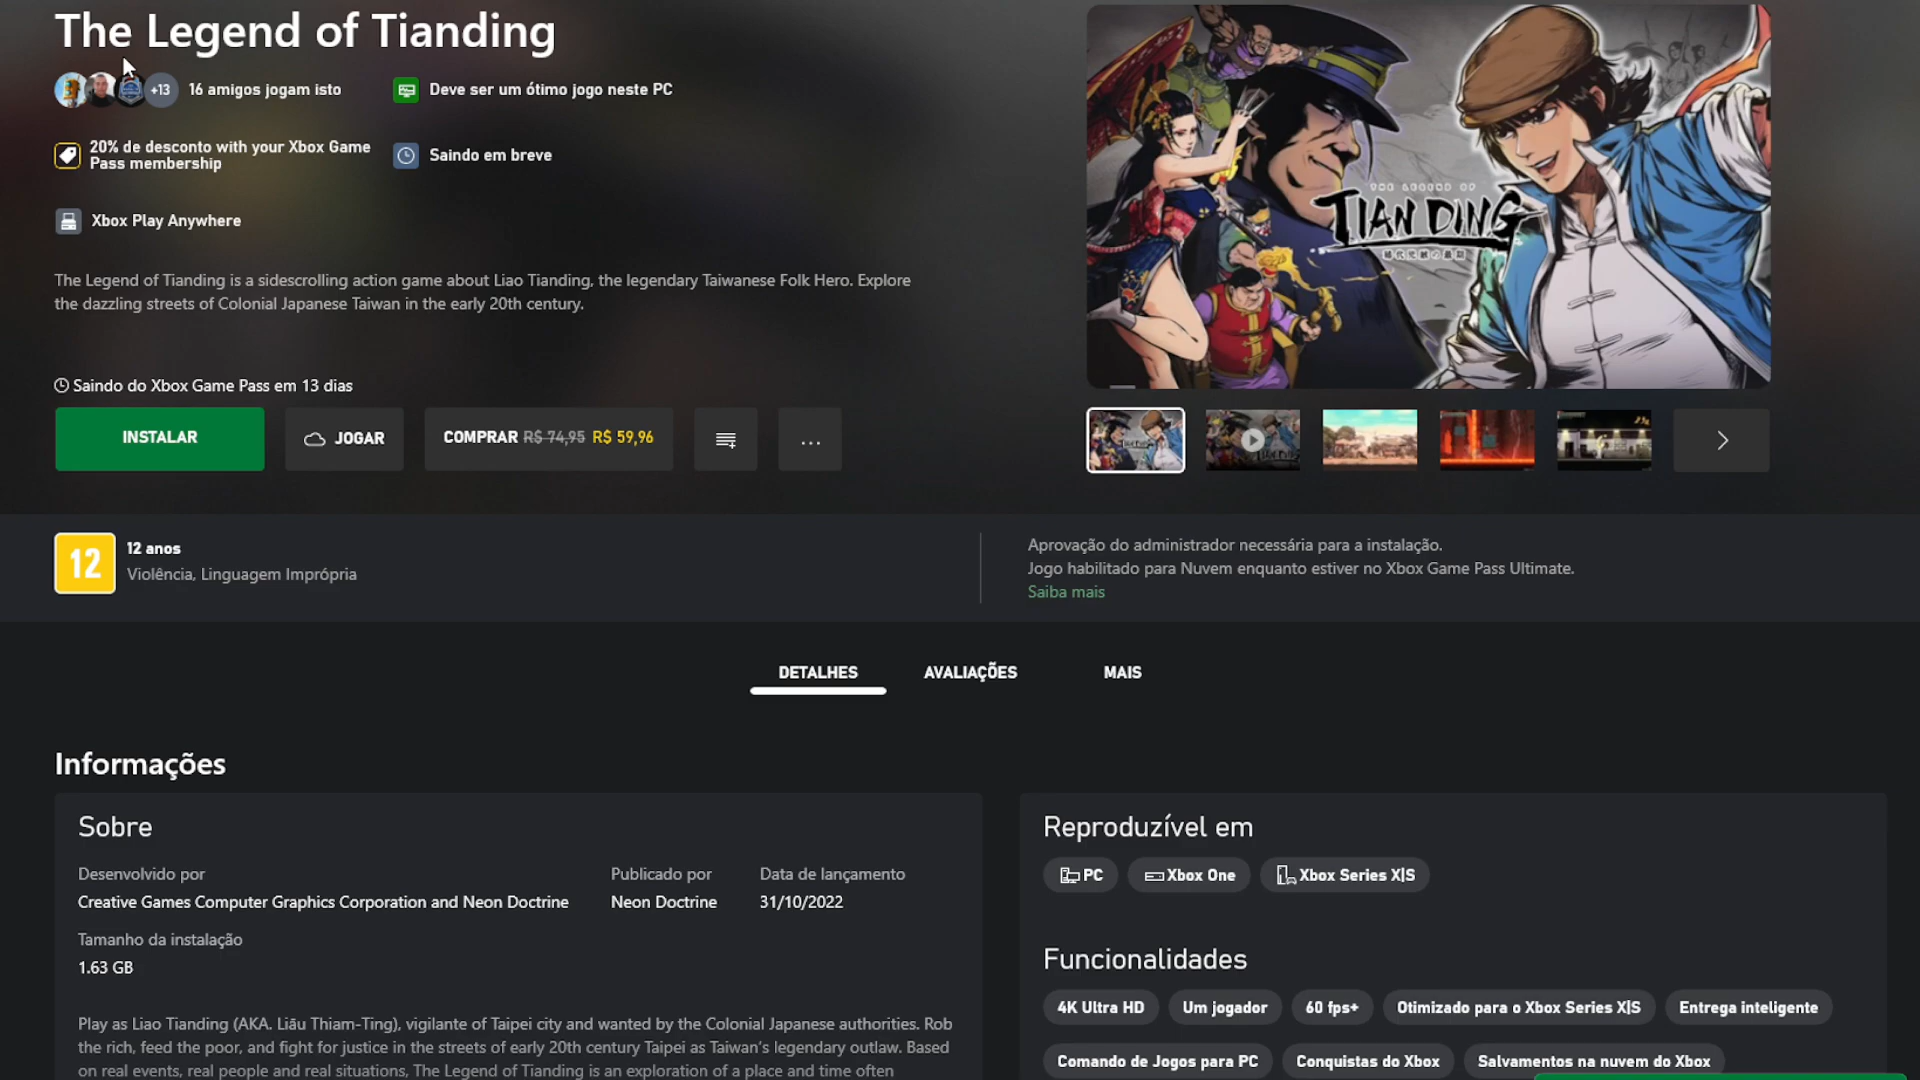 The Legend of Tianding
+13
16 amigos jogam isto
Deve ser um ótimo jogo neste PC
20% de desconto with your Xbox Game
Pass membership
Saindo em breve
Xbox Play Anywhere
The Legend of Tianding is a sidescrolling action game about Liao Tianding, the legendary Taiwanese Folk Hero. Explore
the dazzling streets of Colonial Japanese Taiwan in the early 20th century.
THE LEGEND OF
TIAN DING
Saindo do Xbox Game Pass em 13 dias
INSTALAR
JOGAR
COMPRAR R$ 74,95 R$ 59,96
...
12
12 anos
Violência, Linguagem Imprópria
Aprovação do administrador necessária para a instalação.
Jogo habilitado para Nuvem enquanto estiver no Xbox Game Pass Ultimate.
Saiba mais
DETALHES
AVALIAÇÕES
MAIS
Informações
Sobre
Desenvolvido por
Creative Games Computer Graphics Corporation and Neon Doctrine
Publicado por
Neon Doctrine
Data de lançamento
31/10/2022
Tamanho da instalação
1.63 GB
Play as Liao Tianding (AKA. Liāu Thiam-Ting), vigilante of Taipei city and wanted by the Colonial Japanese authorities. Rob
the rich, feed the poor, and fight for justice in the streets of early 20th century Taipei as Taiwan's legendary outlaw. Based
on real events, real people and real situations, The Legend of Tianding is an exploration of a place and time often
Reproduzível em
PC
Xbox One
Xbox Series X|S
Funcionalidades
4K Ultra HD
Um jogador
60 fps+
Otimizado para o Xbox Series X|S
Entrega inteligente
Comando de Jogos para PC
Conquistas do Xbox
Salvamentos na nuvem do Xbox